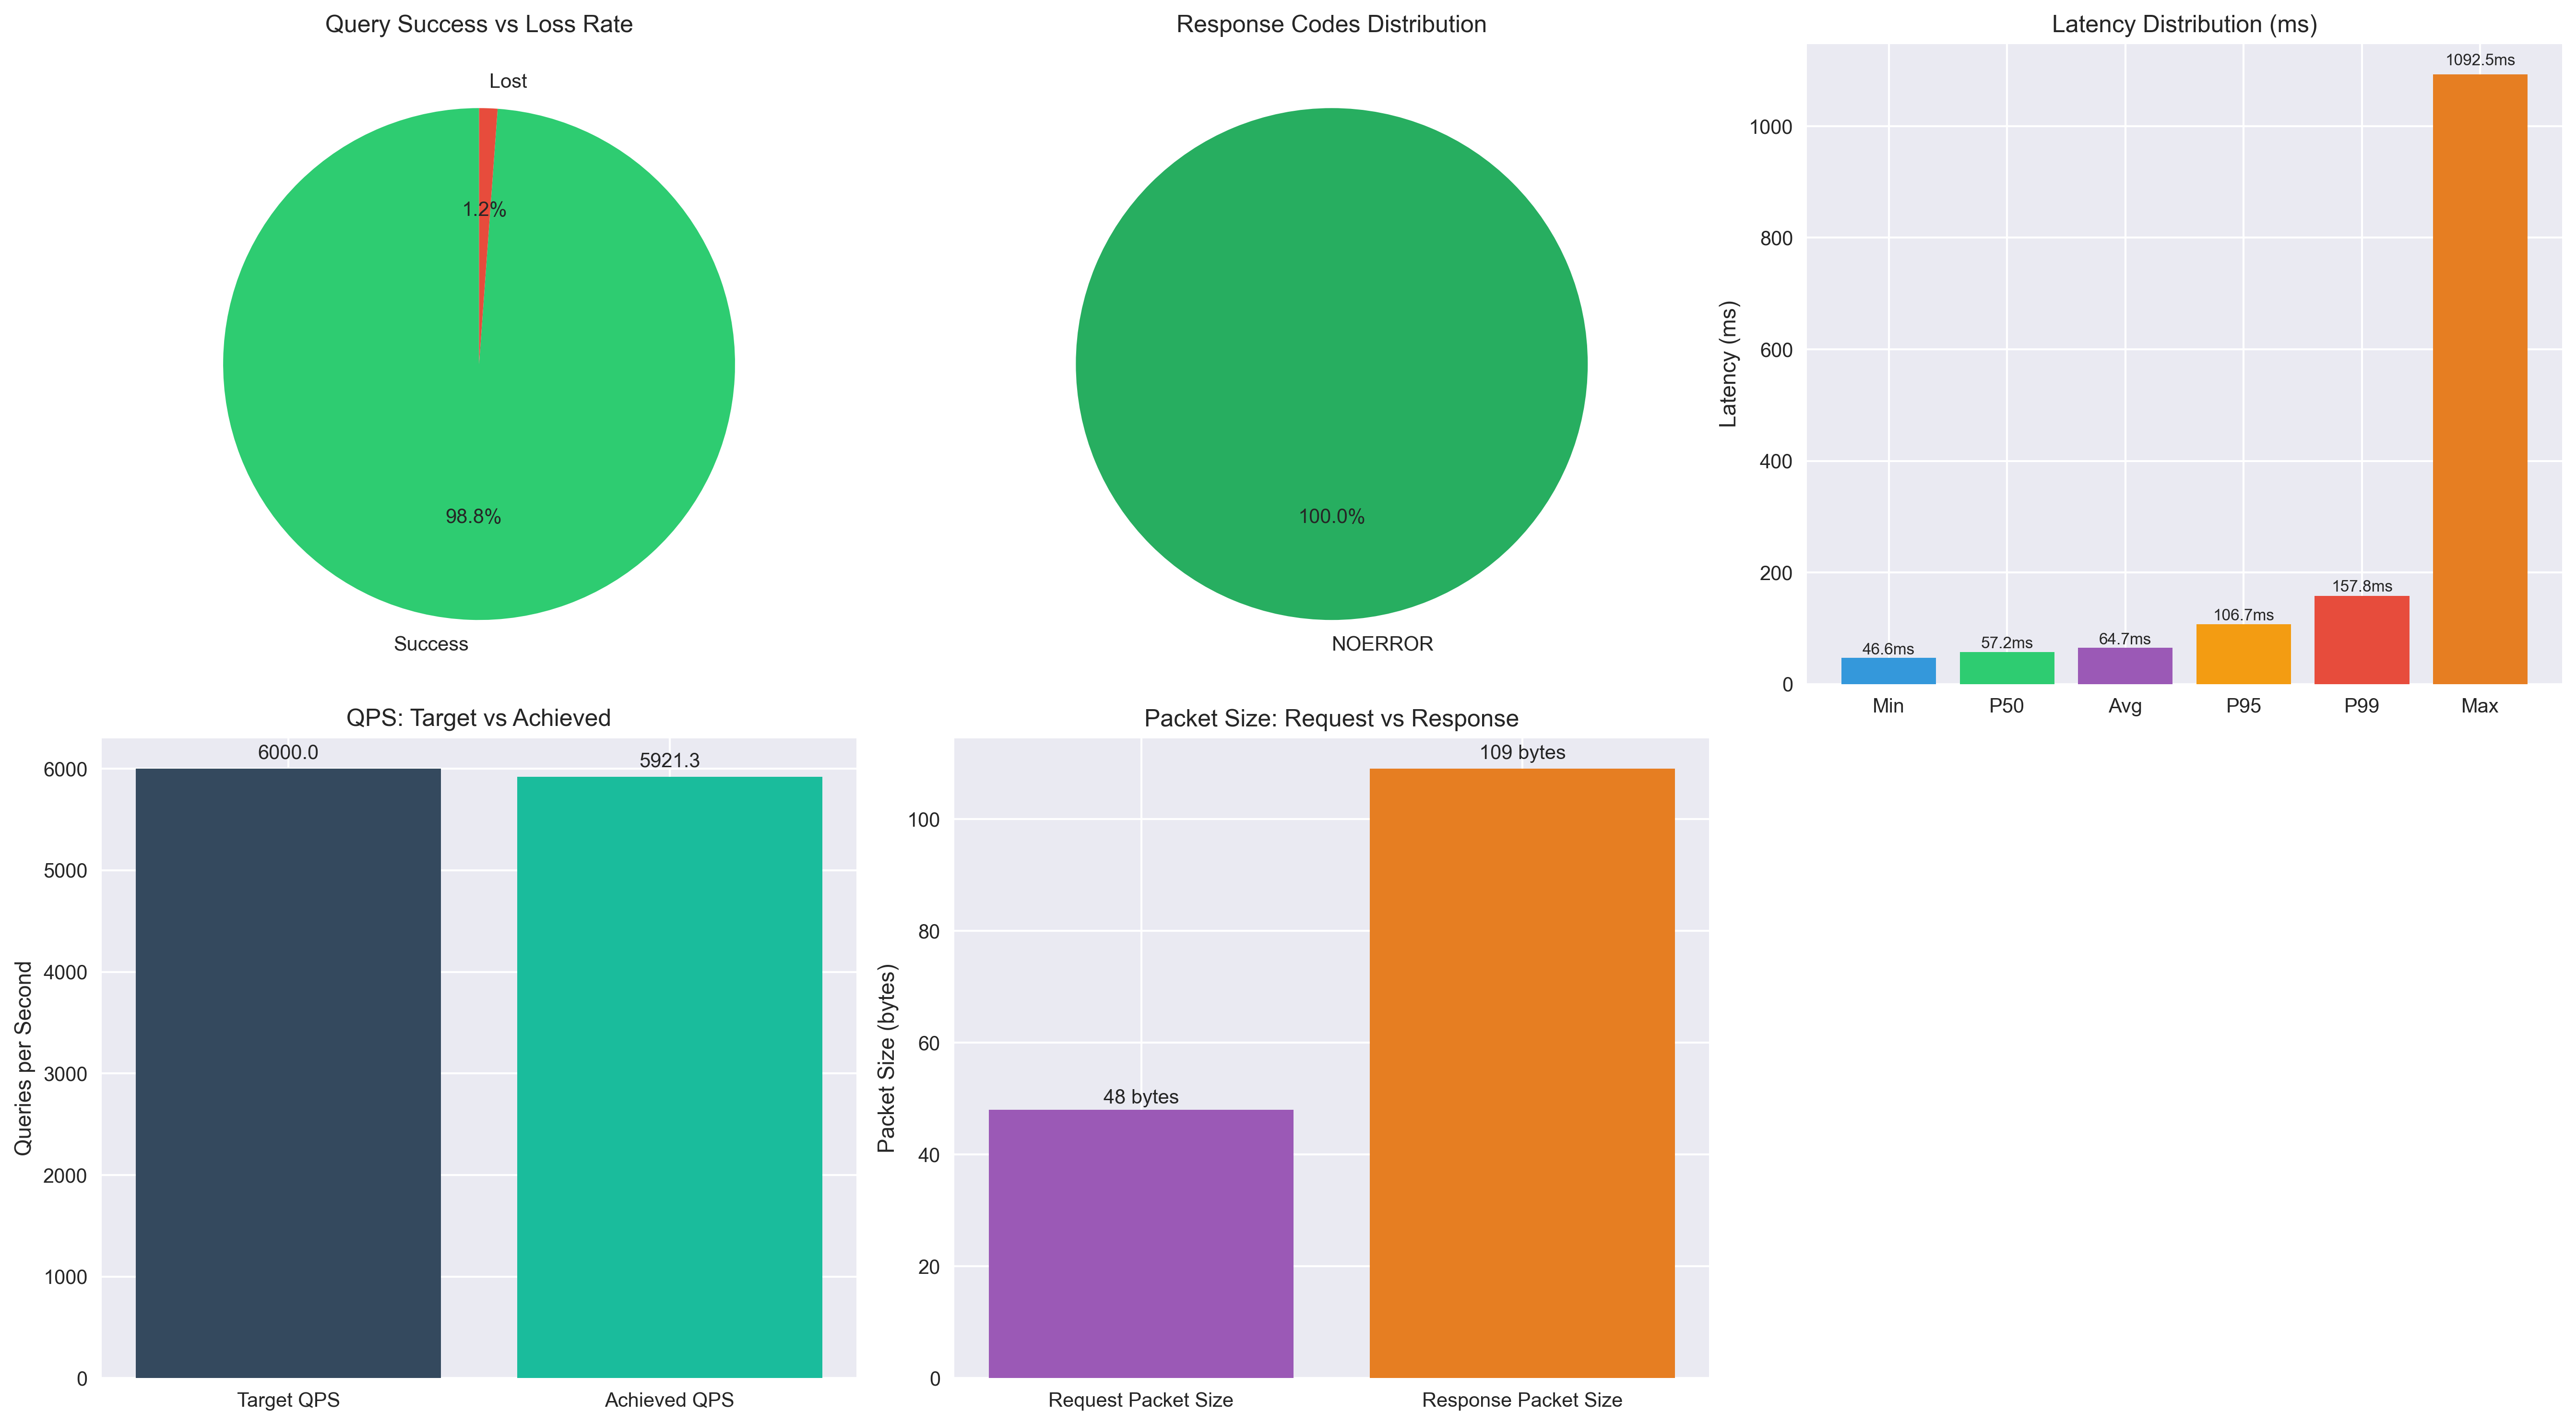 Query Success vs Loss Rate
Lost
1.2%
98.8%
Success
Response Codes Distribution
100.0%
NOERROR
Latency Distribution (ms)
Latency (ms)
1000
800
600
400
200
0
46.6ms
57.2ms
64.7ms
106.7ms
157.8ms
1092.5ms
Min
P50
Avg
P95
P99
Max
QPS: Target vs Achieved
Queries per Second
6000
5000
4000
3000
2000
1000
0
6000.0
5921.3
Target QPS
Achieved QPS
Packet Size: Request vs Response
Packet Size (bytes)
100
80
60
40
20
0
48 bytes
109 bytes
Request Packet Size
Response Packet Size